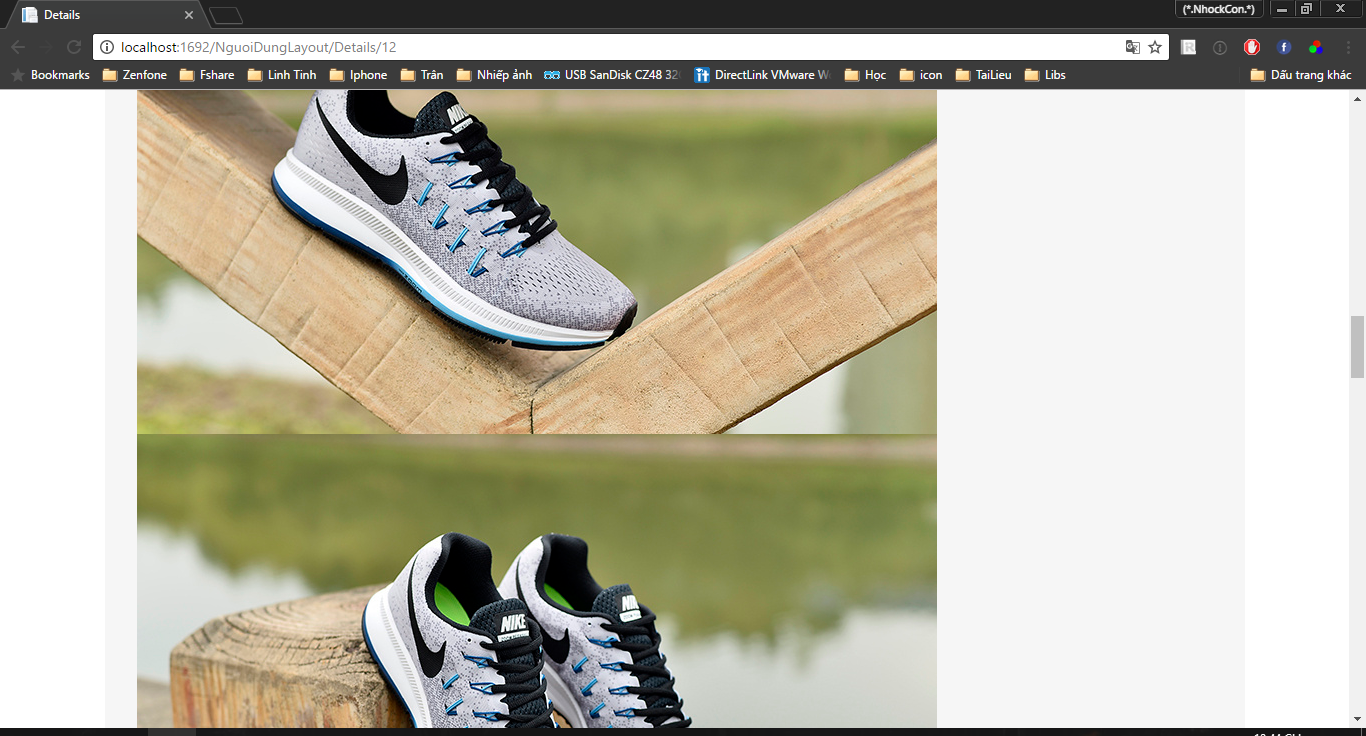 Details
(*.NhockCon.*)
localhost:1692/NguoiDungLayout/Details/12
Bookmarks Zenfone Fshare Linh Tinh Iphone Trân Nhiếp ảnh USB SanDisk CZ48 DirectLink VMware Học icon TaiLieu Libs Dấu trang khác
NIKE
NIKE
NIKE